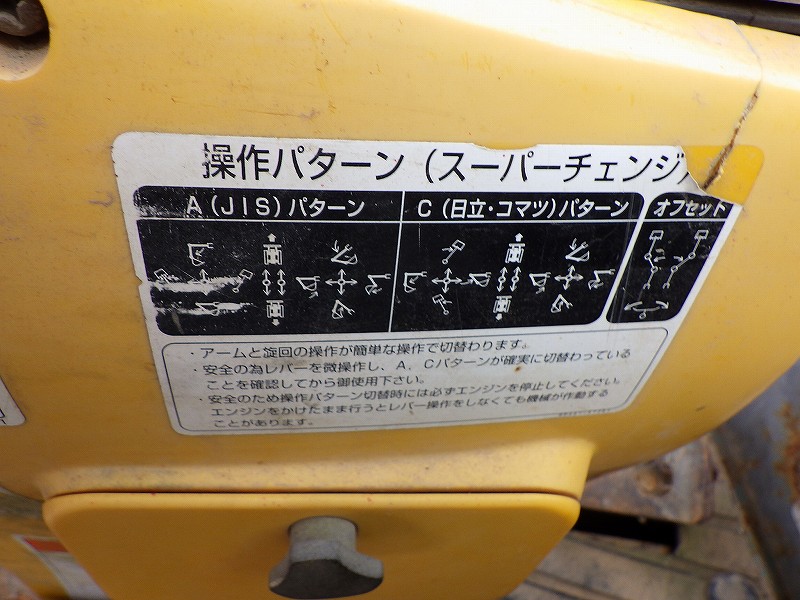 操作パターン(スーパーチェンジ)
A(JIS)パターン
C(日立・コマツ)パターン
オフセット
・アームと旋回の操作が簡単な操作で切替わります。
・安全の為レバーを微操作し、A.Cパターンが確実に切替わっている
ことを確認してから御使用下さい。
・安全のため操作パターン切替時には必ずエンジンを停止してください。
エンジンをかけたまま行うとレバー操作をしなくても機械が作動する
ことがあります。